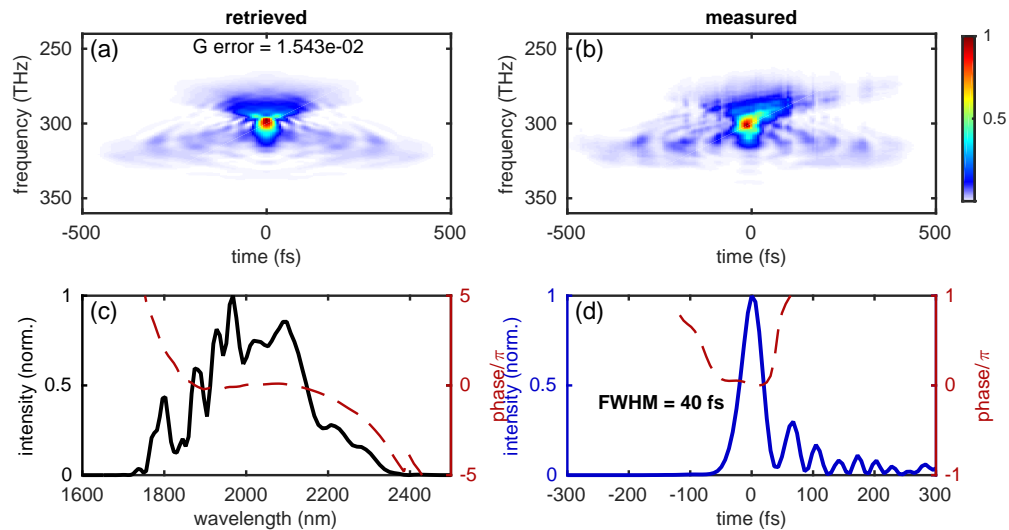 retrieved
measured
(a)
G error = 1.543e-02
(b)
frequency (THz)
250
300
350
-500
0
500
time (fs)
frequency (THz)
250
300
350
-500
0
500
time (fs)
1
0.5
(c)
intensity (norm.)
1
0.5
0
1600
1800
2000
2200
2400
wavelength (nm)
5
0
-5
phase/π
(d)
intensity (norm.)
1
0.5
0
FWHM = 40 fs
-300
-200
-100
0
100
200
300
time (fs)
1
0
-1
phase/π